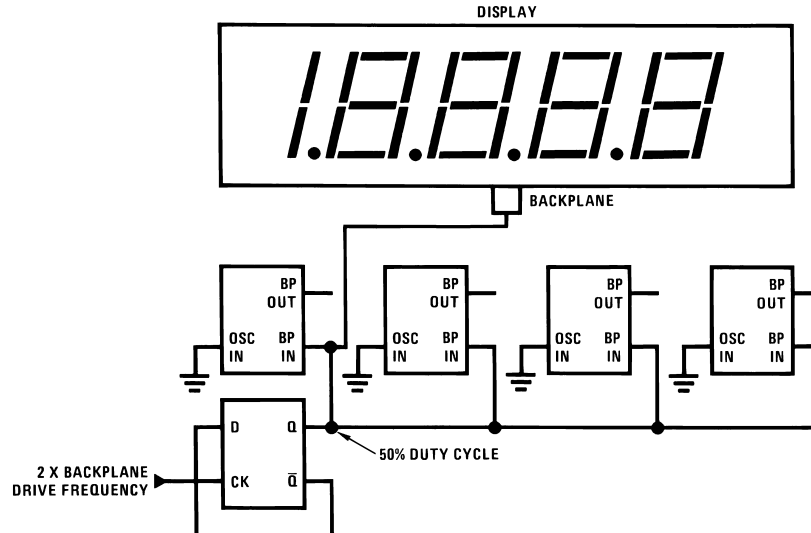 DISPLAY
1.8.8.8.8
BACKPLANE
BP
OUT
OSC
IN
BP
IN
BP
OUT
OSC
IN
BP
IN
BP
OUT
OSC
IN
BP
IN
BP
OUT
OSC
IN
BP
IN
D
Q
50% DUTY CYCLE
2 X BACKPLANE
DRIVE FREQUENCY
CK
Q̅